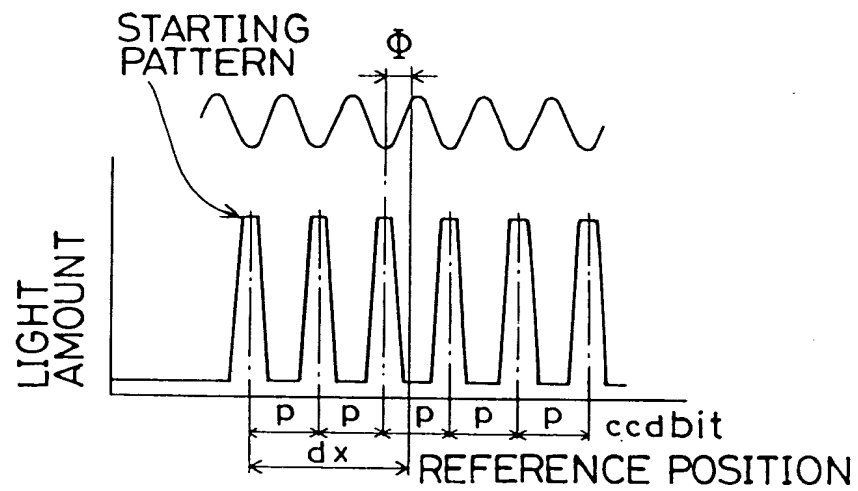 STARTING
PATTERN
Φ
LIGHT
AMOUNT
p p p p p
ccdbit
dx
REFERENCE POSITION